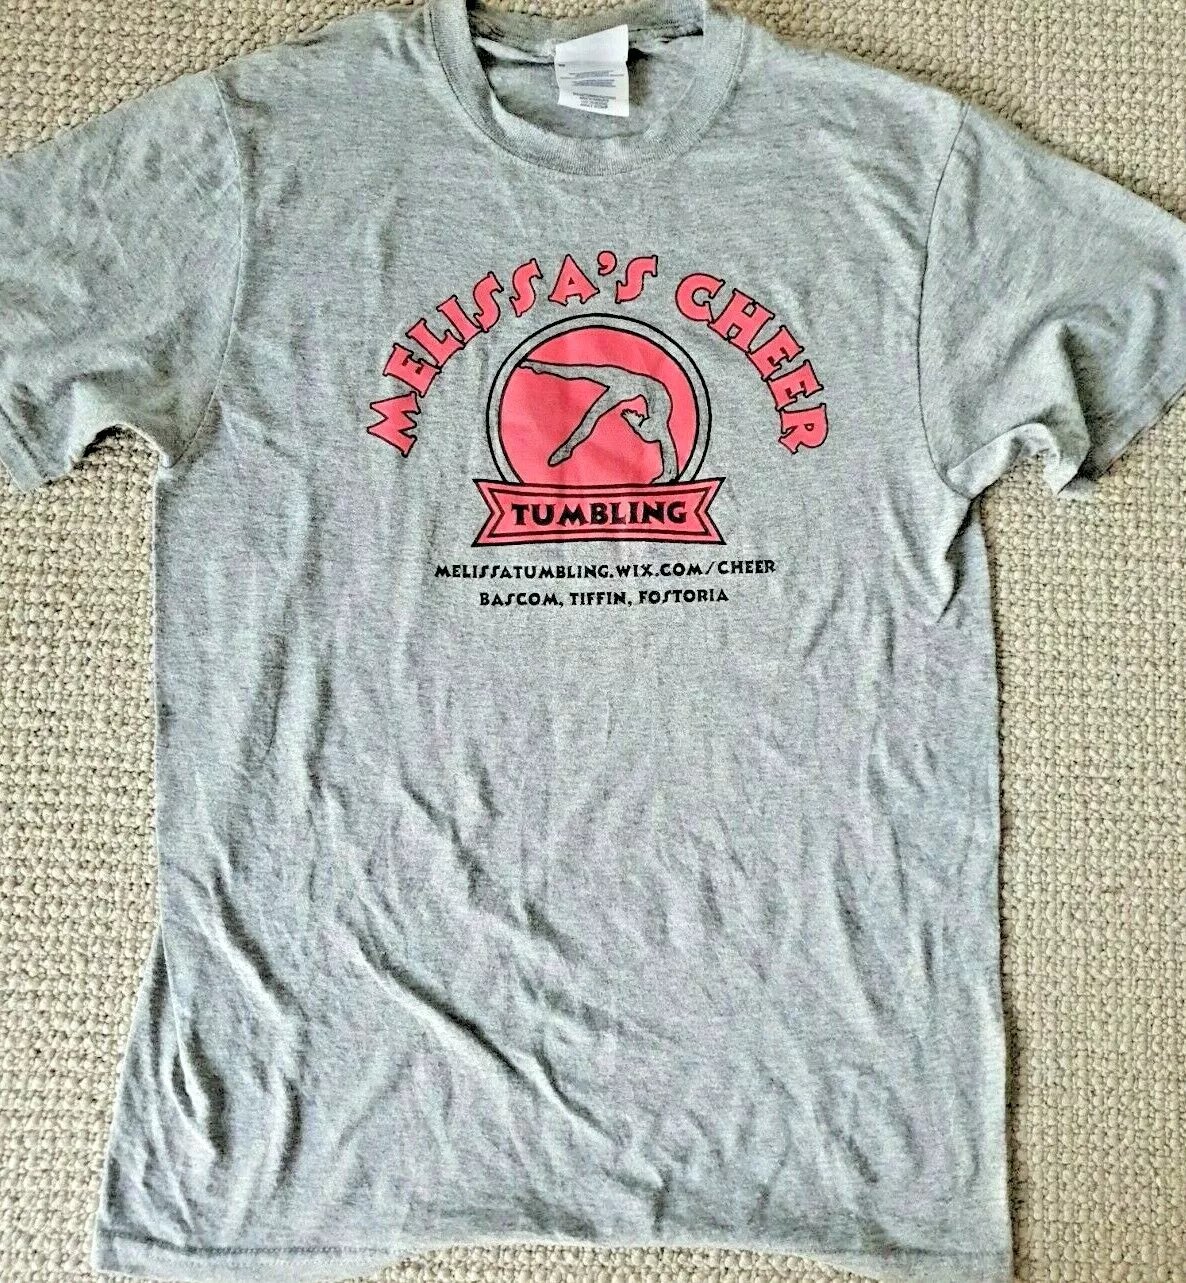 MELISSA'S CHEER
TUMBLING
MELISSATUMBLING.WIX.COM/CHEER
BASCOM, TIFFIN, FOSTORIA